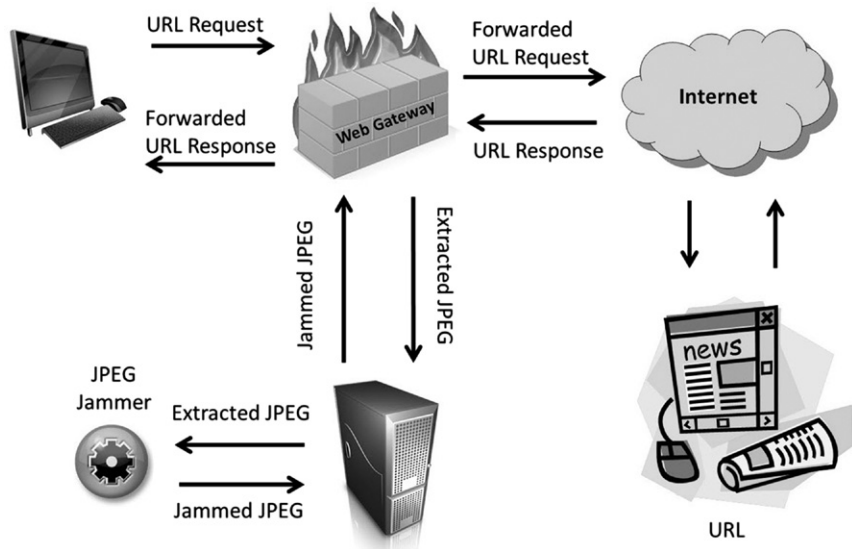 URL Request
Forwarded
URL Request
Internet
Web Gateway
Forwarded
URL Response
URL Response
Jammed JPEG
Extracted JPEG
news
JPEG
Jammer
Extracted JPEG
Jammed JPEG
URL